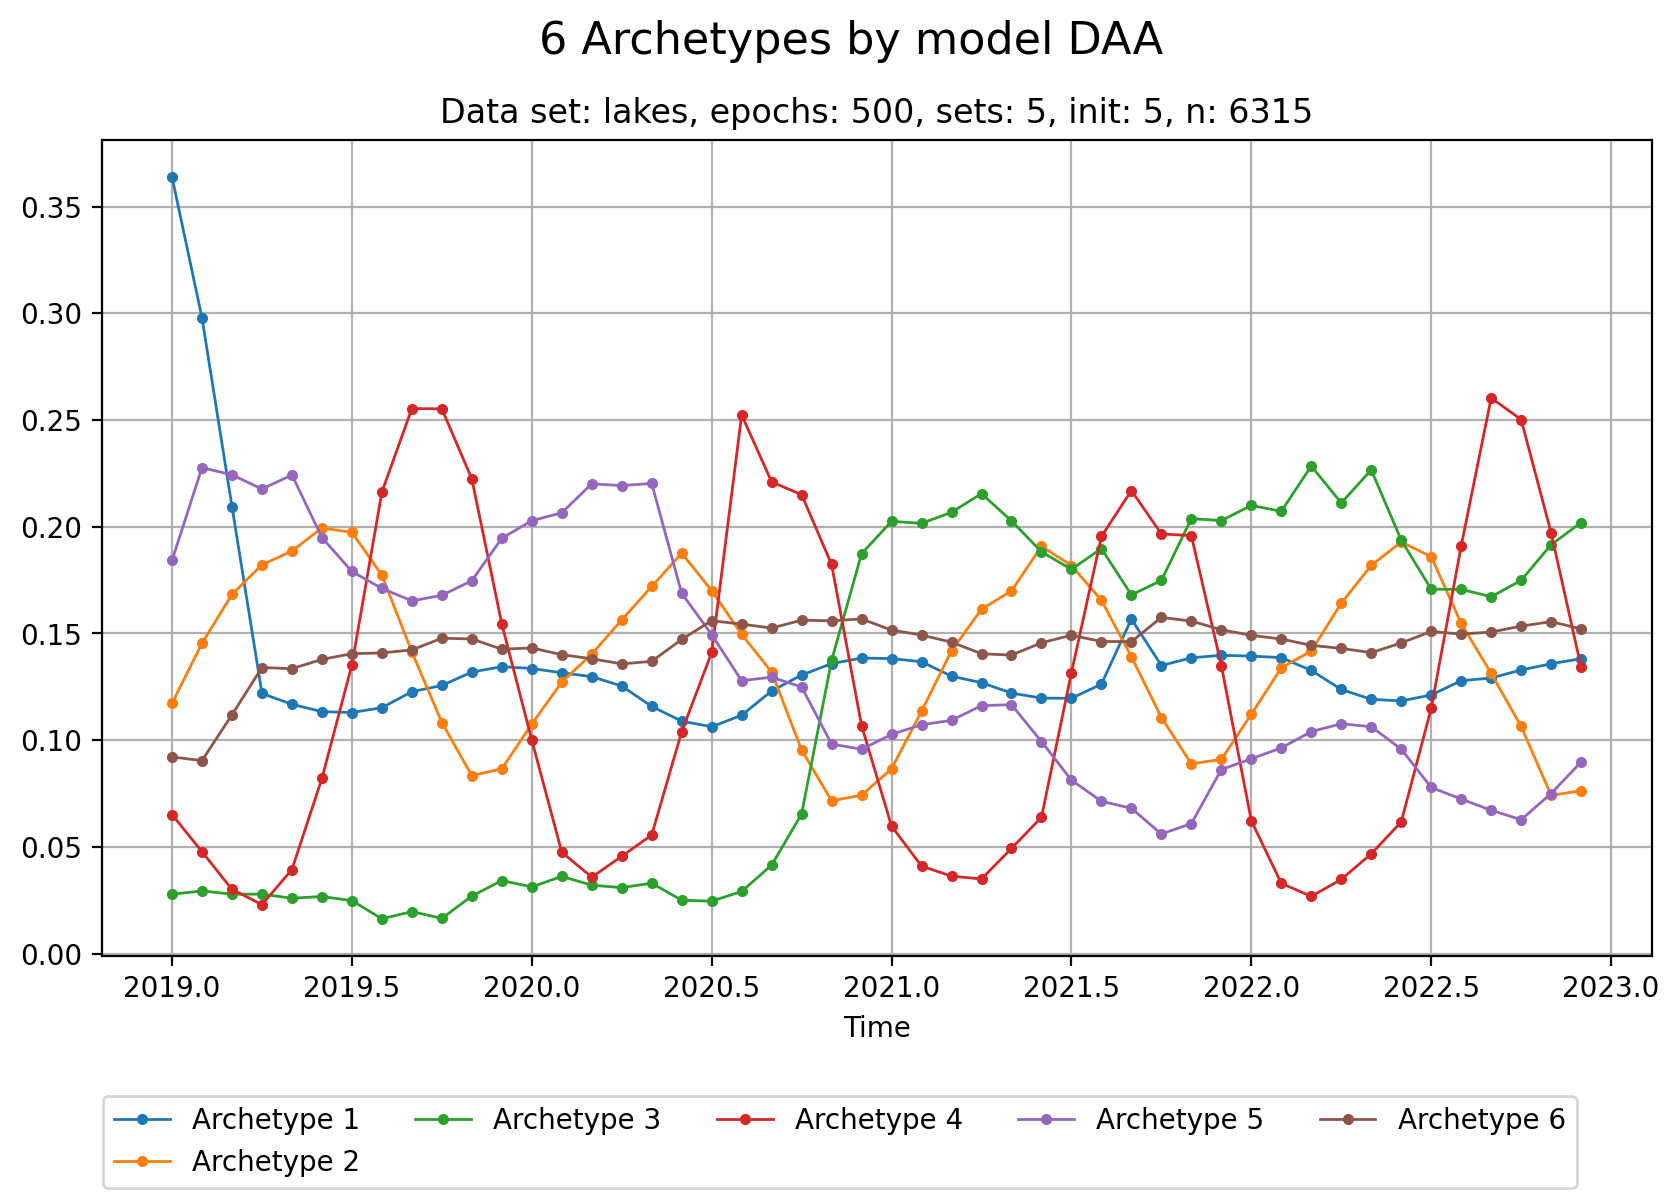 6 Archetypes by model DAA
Data set: lakes, epochs: 500, sets: 5, init: 5, n: 6315
0.35
0.30
0.25
0.20
0.15
0.10
0.05
0.00
2019.0 2019.5 2020.0 2020.5 2021.0 2021.5 2022.0 2022.5 2023.0
Time
Archetype 1 Archetype 3 Archetype 4 Archetype 5 Archetype 6
Archetype 2